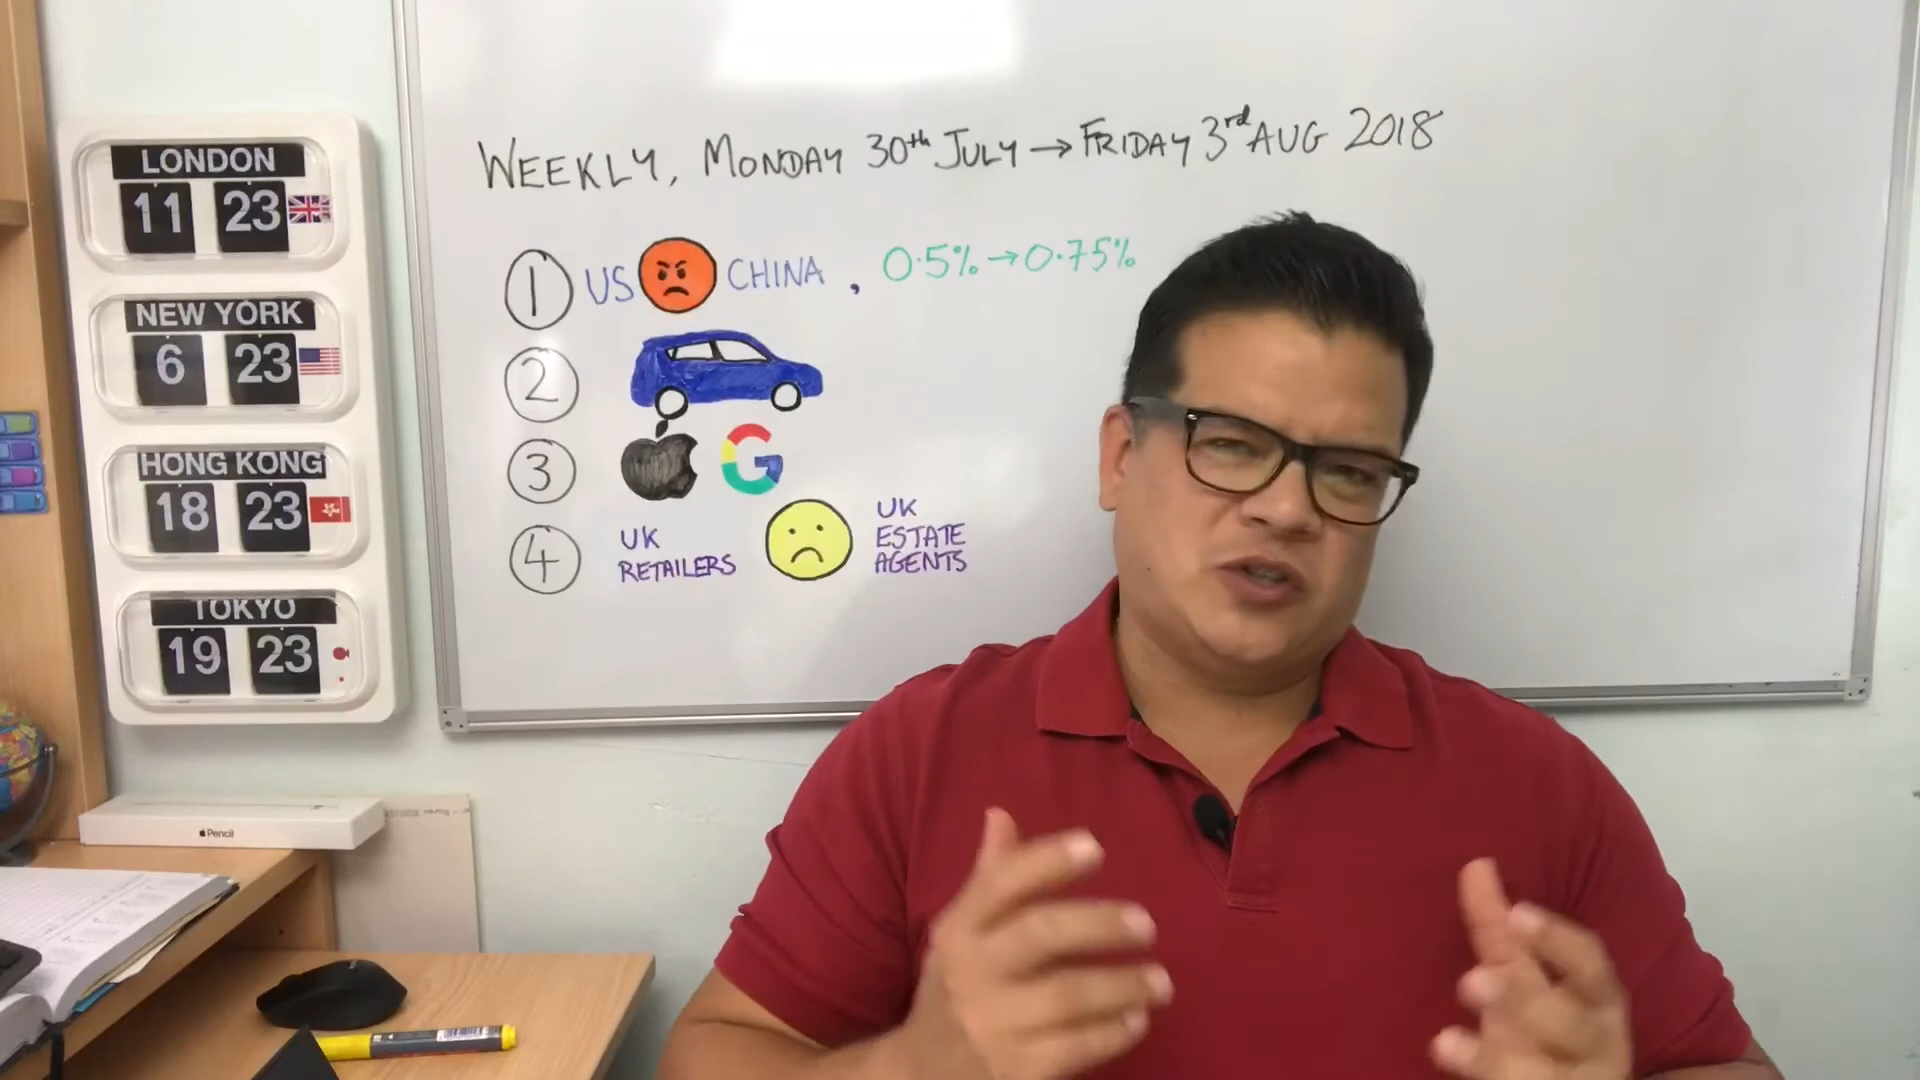 WEEKLY, MONDAY 30th JULY → FRIDAY 3rd AUG 2018
1 US CHINA, 0.5% → 0.75%
2
3 G
4 UK RETAILERS
UK
ESTATE
AGENTS
LONDON
11 23
NEW YORK
6 23
HONG KONG
18 23
TOKYO
19 23
Pencil